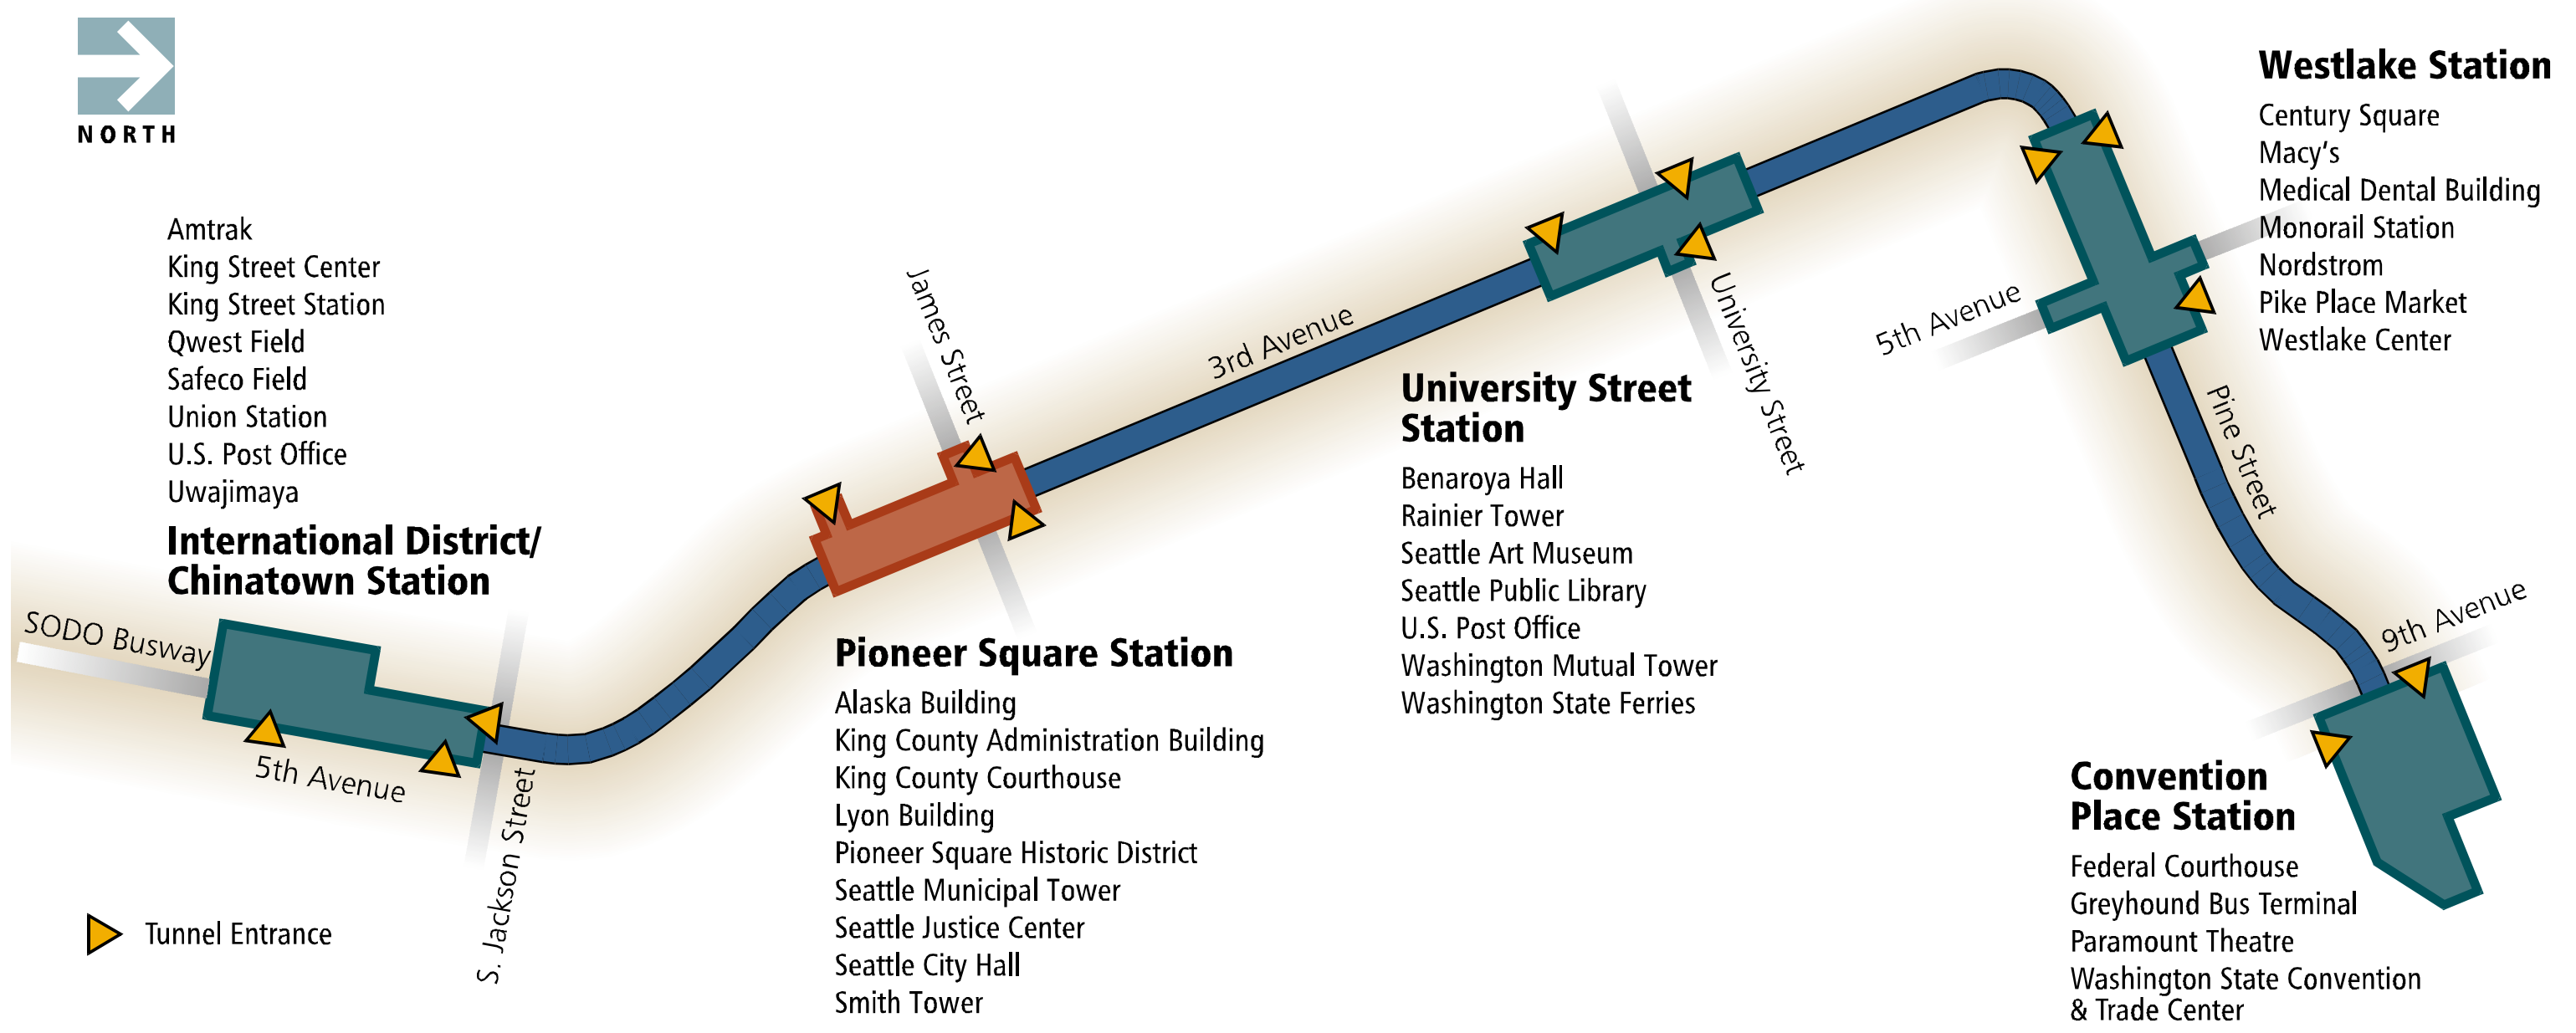 NORTH
Amtrak
King Street Center
King Street Station
Qwest Field
Safeco Field
Union Station
U.S. Post Office
Uwajimaya
International District/
Chinatown Station
SODO Busway
5th Avenue
S. Jackson Street
Tunnel Entrance
James Street
3rd Avenue
Pioneer Square Station
Alaska Building
King County Administration Building
King County Courthouse
Lyon Building
Pioneer Square Historic District
Seattle Municipal Tower
Seattle Justice Center
Seattle City Hall
Smith Tower
University Street
Station
Benaroya Hall
Rainier Tower
Seattle Art Museum
Seattle Public Library
U.S. Post Office
Washington Mutual Tower
Washington State Ferries
University Street
5th Avenue
Westlake Station
Century Square
Macy's
Medical Dental Building
Monorail Station
Nordstrom
Pike Place Market
Westlake Center
Pine Street
9th Avenue
Convention
Place Station
Federal Courthouse
Greyhound Bus Terminal
Paramount Theatre
Washington State Convention
& Trade Center